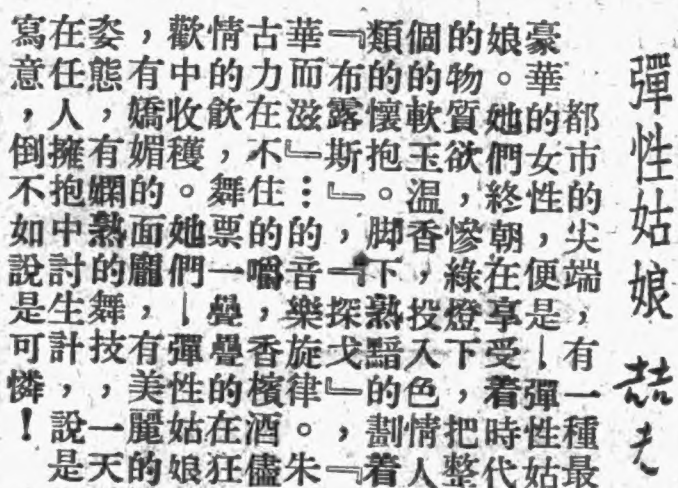 彈性姑娘 喆夫
都市的尖端，有一種最
豪華的女性，便是｜彈性姑
娘。她們終朝在享受着時代
的物質欲，慘綠燈下，把整
個的軟玉温香，投入色情人
類的懷抱。脚下熟黯的劃着
『布露斯』，『探戈』，『
華而滋』…的音樂旋律。朱
古力在不住的嚼，香檳酒儘
情的飲，舞票一疊疊的在狂
歡中收穫。她們｜彈性姑娘
，有嬌媚的面龐，有美麗的
姿態，有嫻熟的舞技，一天
在任人擁抱中討生計，說是
寫意，倒不如說是可憐！